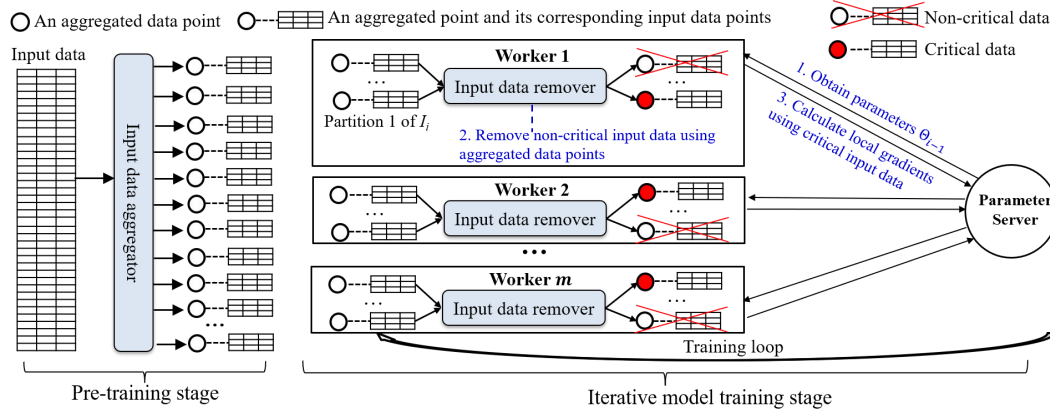 An aggregated data point
An aggregated point and its corresponding input data points
Non-critical data
Critical data
Input data
Input data aggregator
...
Pre-training stage
Worker 1
Input data remover
...
...
Partition 1 of I_i
2. Remove non-critical input data using
aggregated data points
1. Obtain parameters Θ_{i−1}
3. Calculate local gradients
using critical input data
Worker 2
Input data remover
...
...
...
Worker m
Input data remover
...
...
Parameter
Server
Training loop
Iterative model training stage